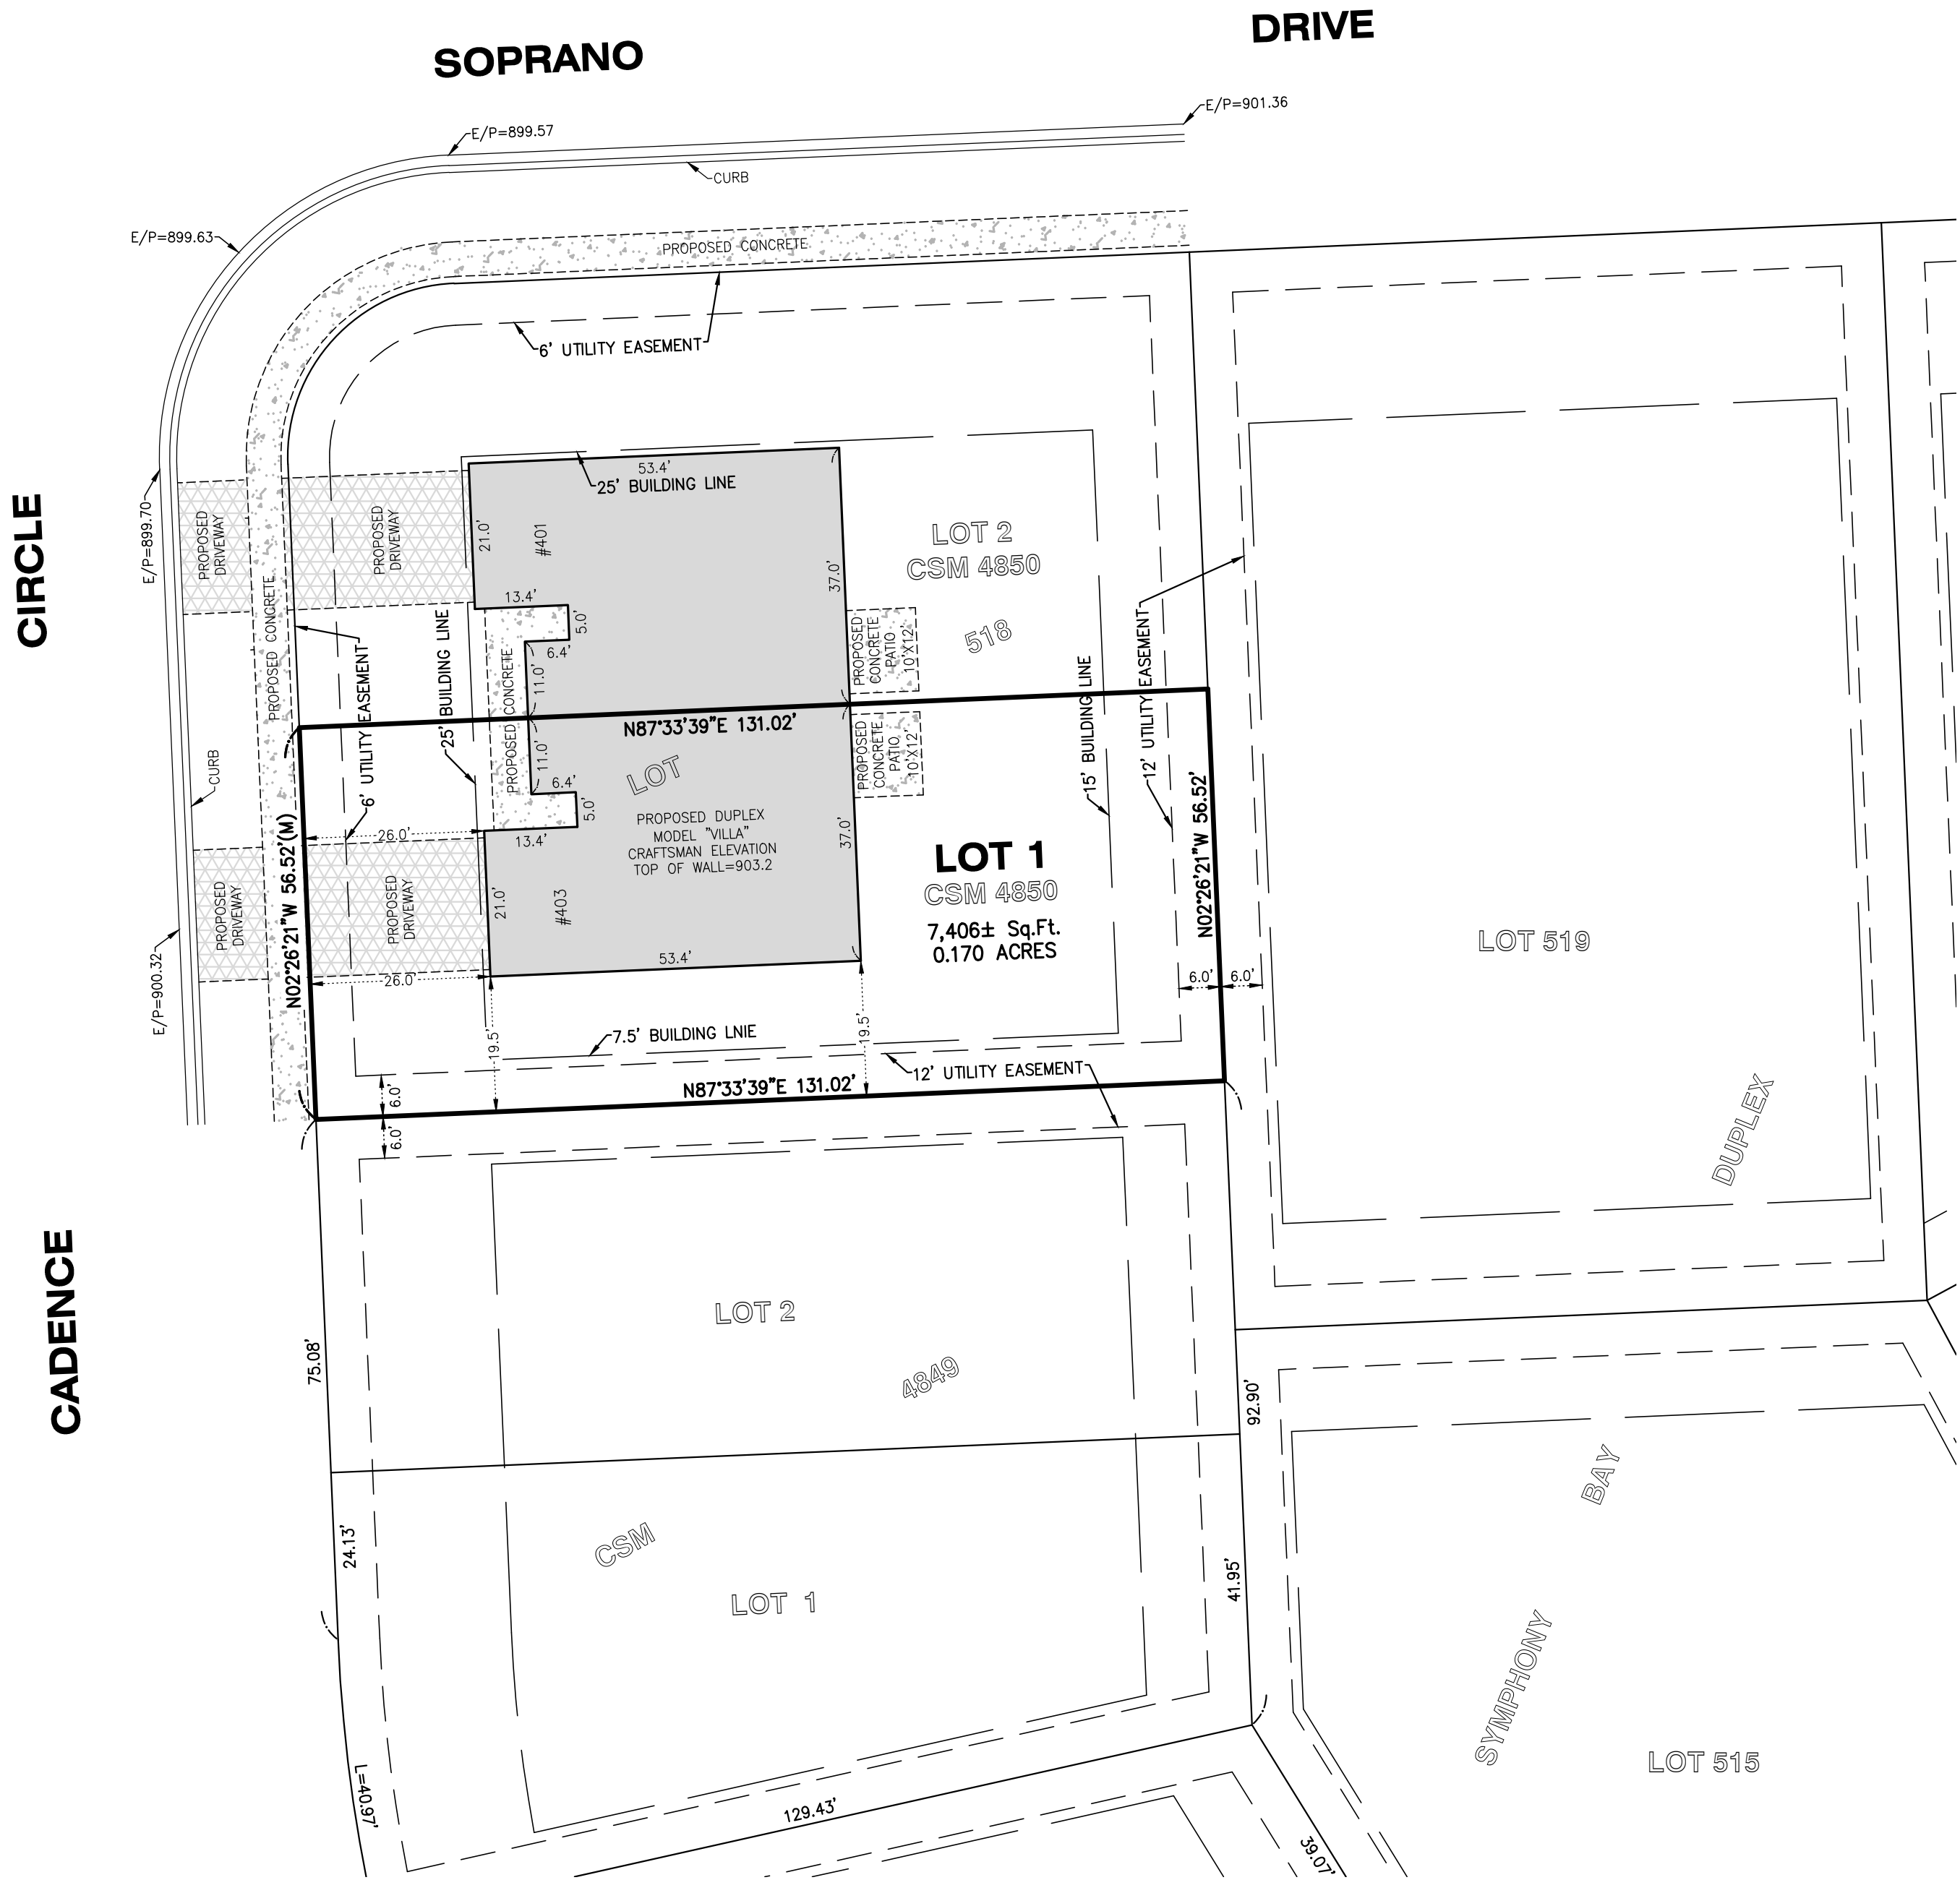 SOPRANO
DRIVE
E/P=901.36
E/P=899.57
CURB
E/P=899.63
PROPOSED CONCRETE
6' UTILITY EASEMENT
53.4'
25' BUILDING LINE
CIRCLE
E/P=899.70
PROPOSED
DRIVEWAY
PROPOSED
DRIVEWAY
21.0'
#401
LOT 2
CSM 4850
518
37.0'
13.4'
5.0'
6.4'
11.0'
PROPOSED CONCRETE
PROPOSED CONCRETE
PROPOSED
CONCRETE
PATIO
10'X12'
6' UTILITY EASEMENT
25' BUILDING LINE
15' BUILDING LINE
12' UTILITY EASEMENT
N87°33'39"E 131.02'
CURB
11.0'
LOT
PROPOSED
CONCRETE
PATIO
10'X12'
6.4'
5.0'
13.4'
26.0'
PROPOSED DUPLEX
MODEL "VILLA"
CRAFTSMAN ELEVATION
TOP OF WALL=903.2
37.0'
LOT 1
CSM 4850
7,406± Sq.Ft.
0.170 ACRES
N02°26'21"W 56.52'(M)
N02°26'21"W 56.52'
PROPOSED
DRIVEWAY
PROPOSED
DRIVEWAY
21.0'
#403
53.4'
26.0'
E/P=900.32
6.0'
6.0'
LOT 519
19.5'
19.5'
7.5' BUILDING LNIE
12' UTILITY EASEMENT
N87°33'39"E 131.02'
6.0'
6.0'
DUPLEX
CADENCE
75.08'
LOT 2
4849
92.90'
24.13'
CSM
LOT 1
41.95'
BAY
SYMPHONY
LOT 515
L=40.97'
129.43'
39.07'